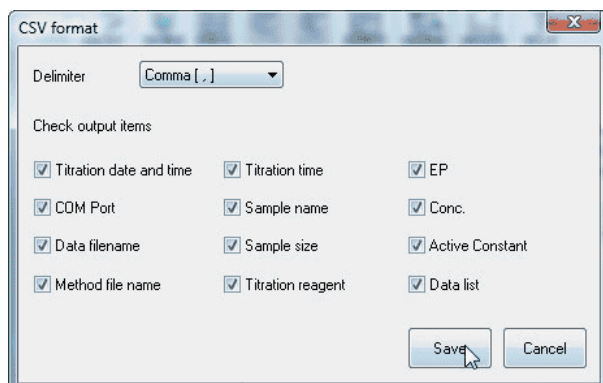 CSV format
Delimiter Comma [ , ]
Check output items
Titration date and time Titration time EP
COM Port Sample name Conc.
Data filename Sample size Active Constant
Method file name Titration reagent Data list
Save Cancel